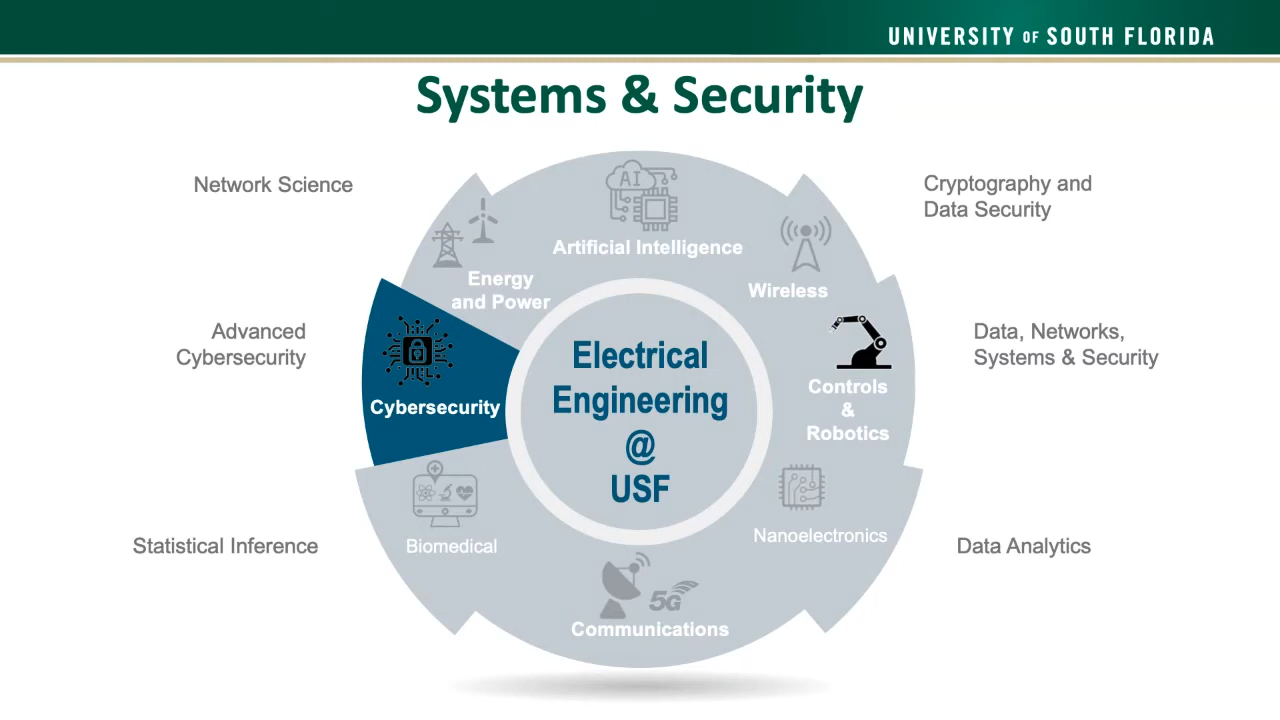 UNIVERSITY OF SOUTH FLORIDA
Systems & Security
Network Science
Cryptography and
Data Security
AI
Artificial Intelligence
Energy
and Power
Wireless
Advanced
Cybersecurity
Data, Networks,
Systems & Security
Electrical
Engineering
@
USF
Cybersecurity
Controls
&
Robotics
Statistical Inference
Biomedical
Nanoelectronics
Data Analytics
5G
Communications